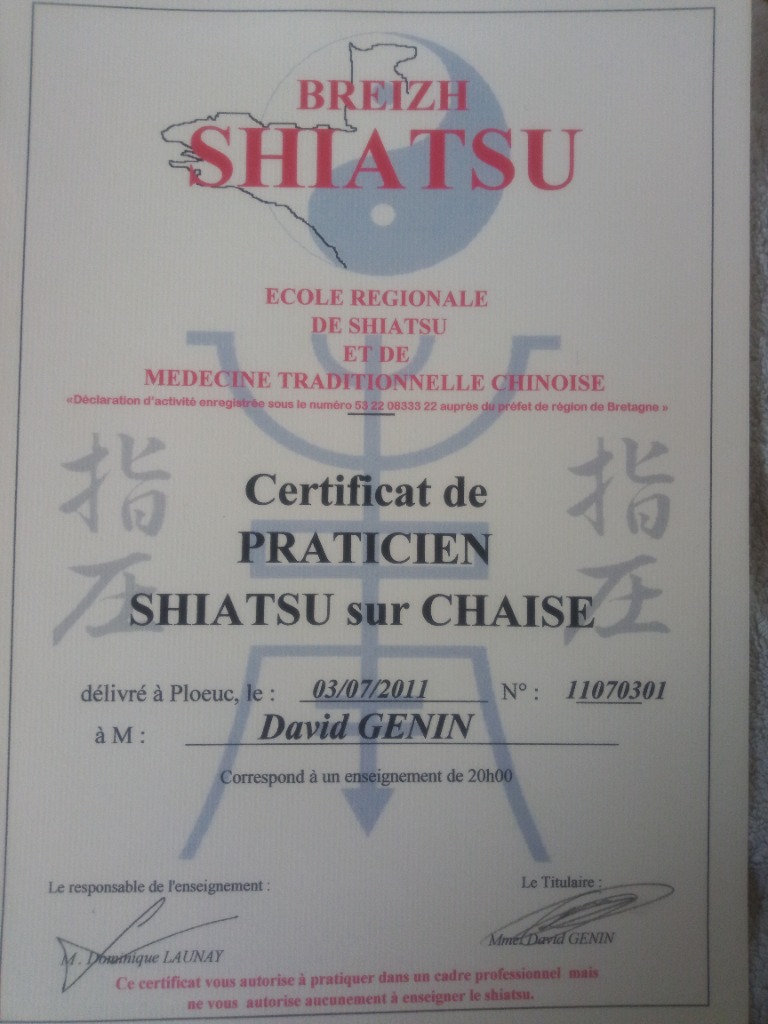 BREIZH
SHIATSU
ECOLE REGIONALE
DE SHIATSU
ET DE
MEDECINE TRADITIONNELLE CHINOISE
«Déclaration d'activité enregistrée sous le numéro 53 22 08333 22 auprès du préfet de région de Bretagne »
指圧 指圧
Certificat de
PRATICIEN
SHIATSU sur CHAISE
délivré à Ploeuc, le : 03/07/2011 N° : 11070301
à M : David GENIN
Correspond à un enseignement de 20h00
Le responsable de l'enseignement : Le Titulaire :
M. Dominique LAUNAY Mme. David GENIN
Ce certificat vous autorise à pratiquer dans un cadre professionnel mais
ne vous autorise aucunement à enseigner le shiatsu.